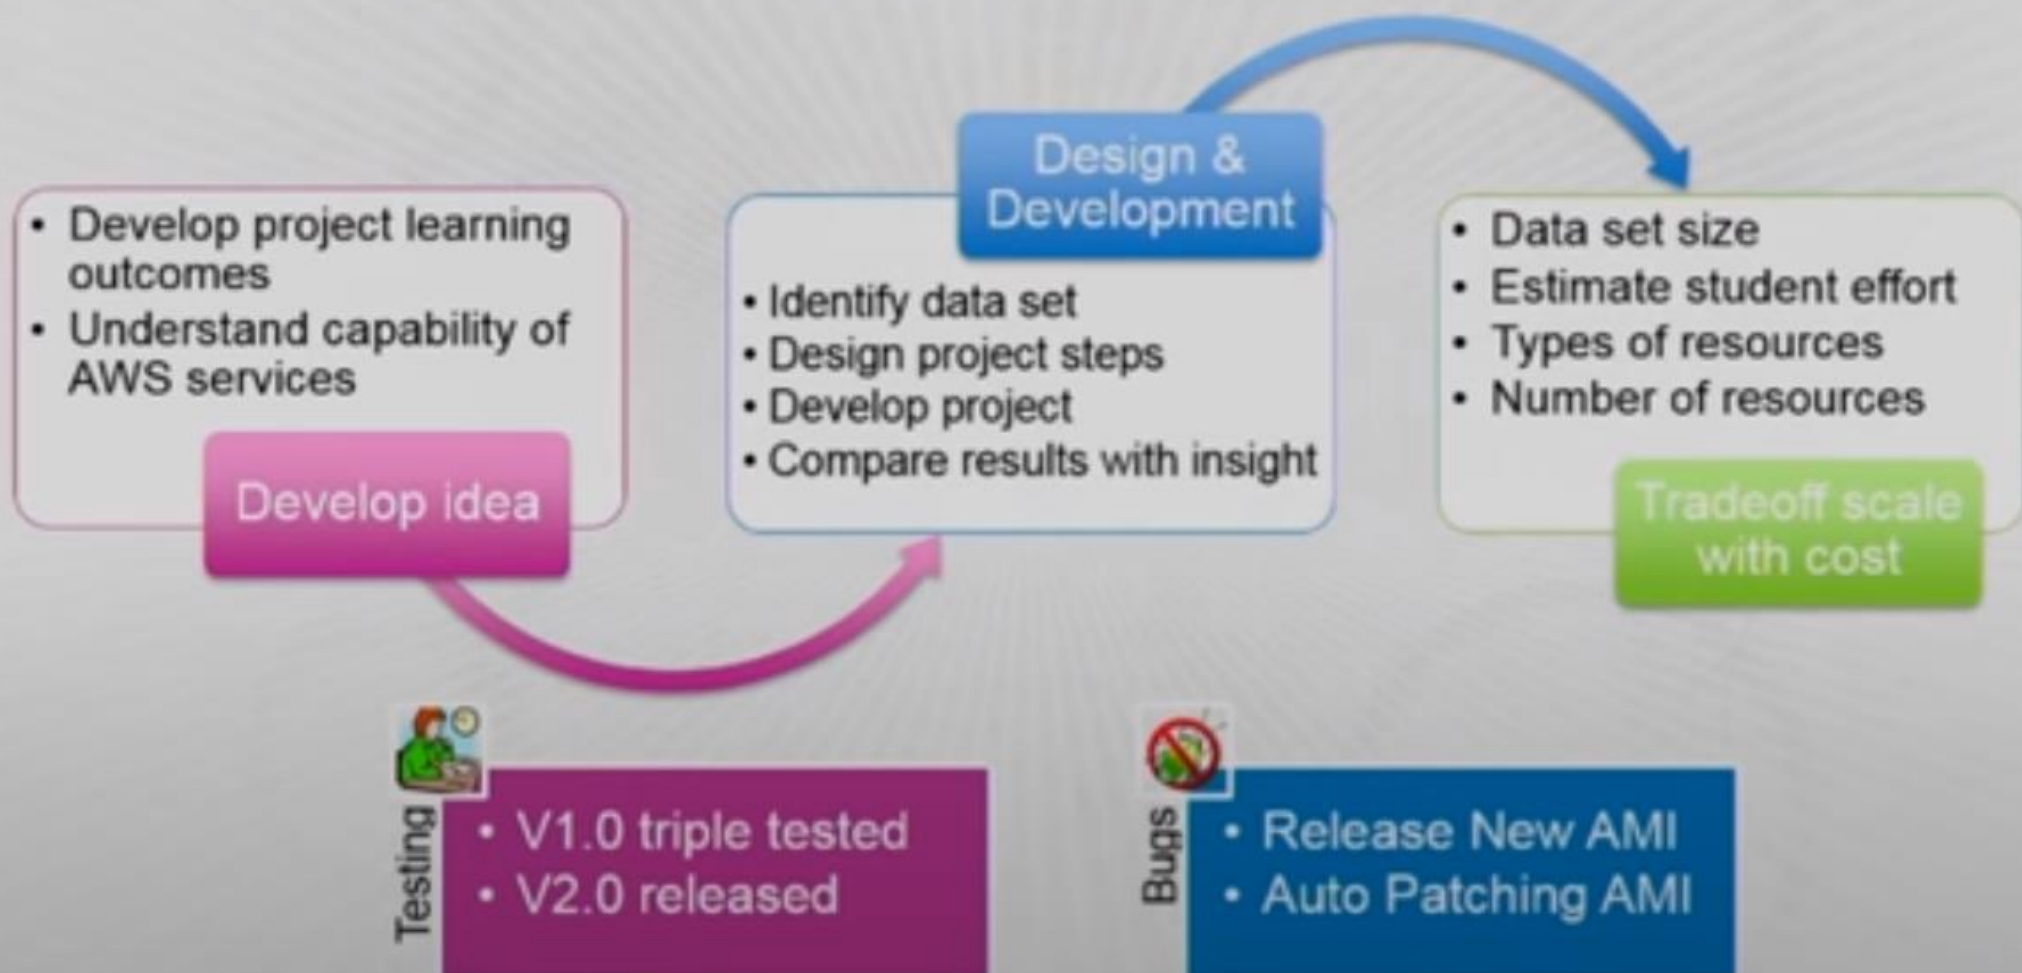 • Develop project learning
outcomes
• Understand capability of
AWS services
Develop idea
Design &
Development
• Identify data set
• Design project steps
• Develop project
• Compare results with insight
• Data set size
• Estimate student effort
• Types of resources
• Number of resources
Tradeoff scale
with cost
Testing
• V1.0 triple tested
• V2.0 released
Bugs
• Release New AMI
• Auto Patching AMI